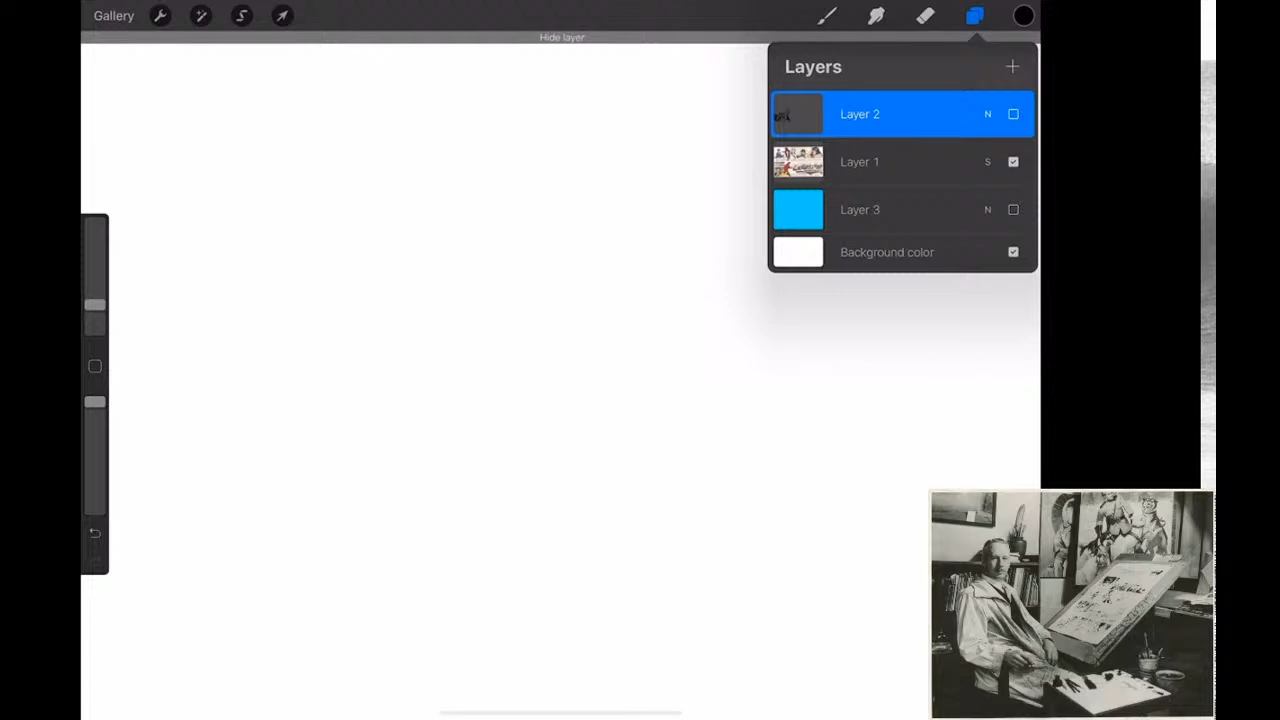 Gallery
Hide layer
Layers
Layer 2 N
Layer 1 S
Layer 3 N
Background color